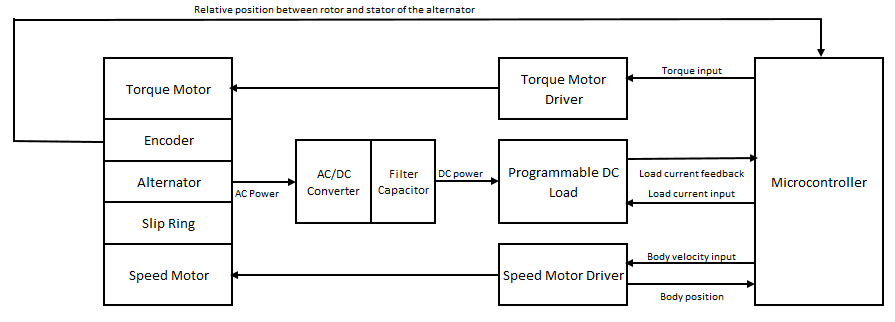 Relative position between rotor and stator of the alternator
Torque Motor
Encoder
Alternator
Slip Ring
Speed Motor
AC Power
AC/DC
Converter
Filter
Capacitor
DC power
Torque Motor
Driver
Programmable DC
Load
Speed Motor Driver
Torque input
Load current feedback
Load current input
Body velocity input
Body position
Microcontroller